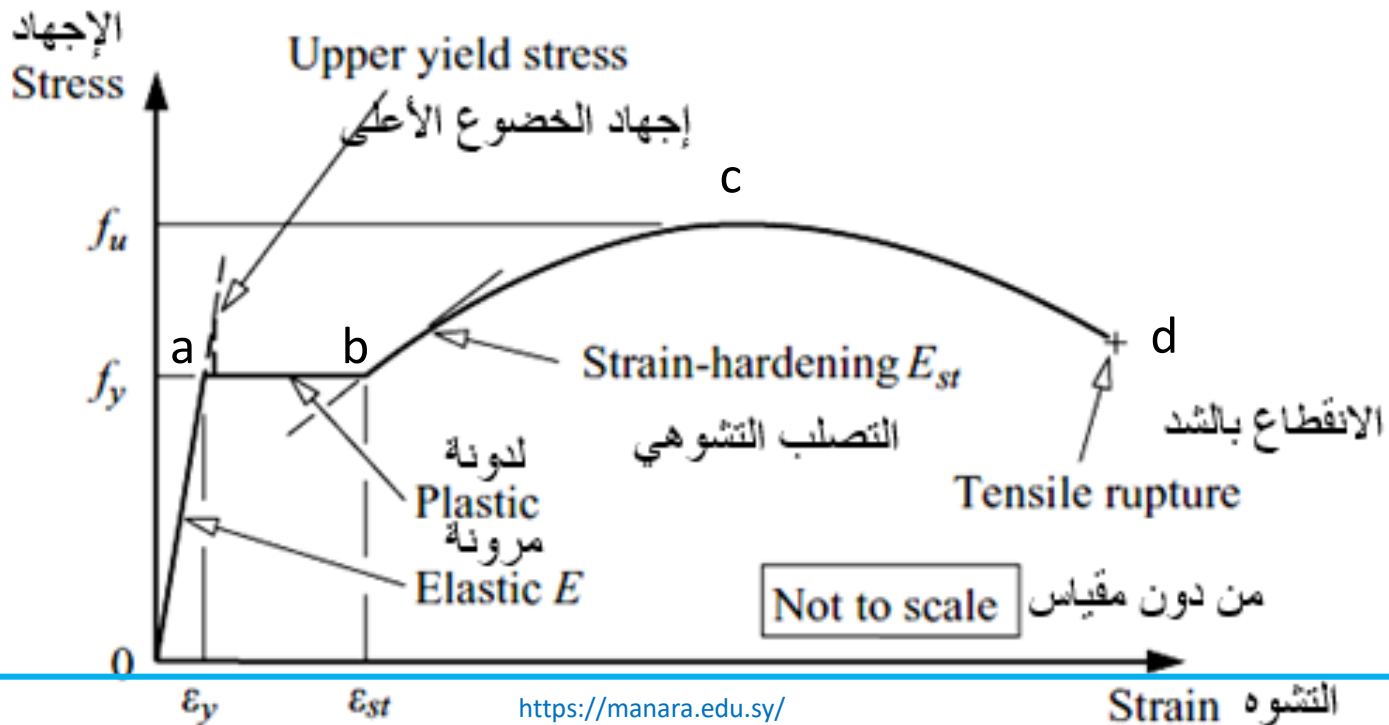 الإجهاد
Stress
Upper yield stress
إجهاد الخضوع الأعلى
c
fu
a
b
d
fy
Strain-hardening Est
التصلب التشوهي
الانقطاع بالشد
Tensile rupture
لدونة
Plastic
مرونة
Elastic E
Not to scale
من دون مقياس
0
εy
εst
https://manara.edu.sy/
Strain التشوه